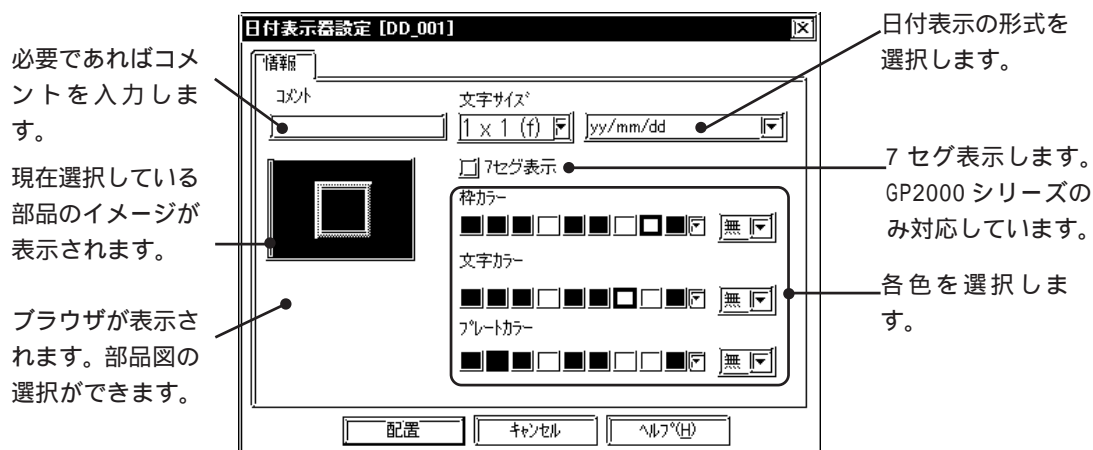 日付表示器設定 [DD_001]
必要であればコメ
ントを入力しま
す。
現在選択している
部品のイメージが
表示されます。
ブラウザが表示さ
れます。部品図の
選択ができます。
情報
コメント
文字サイズ
1 x 1 (f)
yy/mm/dd
7セグ表示
枠カラー
無
文字カラー
無
プレートカラー
無
配置
キャンセル
ヘルプ(H)
日付表示の形式を
選択します。
7 セグ表示します。
GP2000 シリーズの
み対応しています。
各色を選択しま
す。